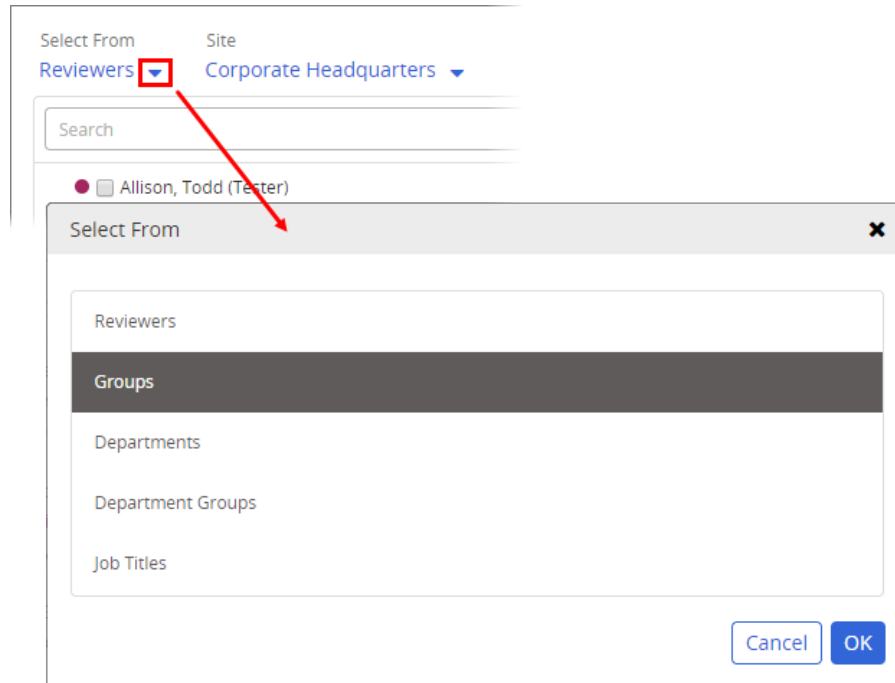 Select From Site
Reviewers Corporate Headquarters
Search
Allison, Todd (Tester)
Select From
Reviewers
Groups
Departments
Department Groups
Job Titles
Cancel OK